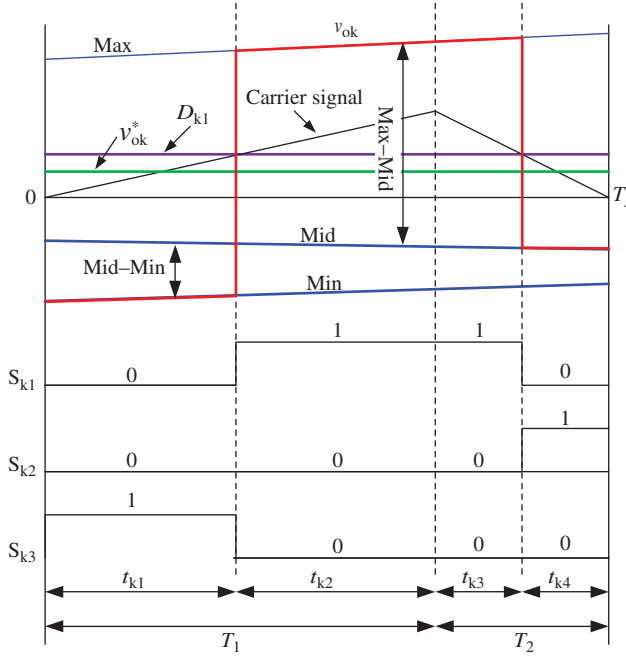 Max
v_ok
Carrier signal
D_k1
v*_ok
Max–Mid
0
T_s
Mid
Mid–Min
Min
1 1
S_k1 0 0
1
S_k2 0 0 0
1
S_k3 0 0 0
t_k1 t_k2 t_k3 t_k4
T_1 T_2